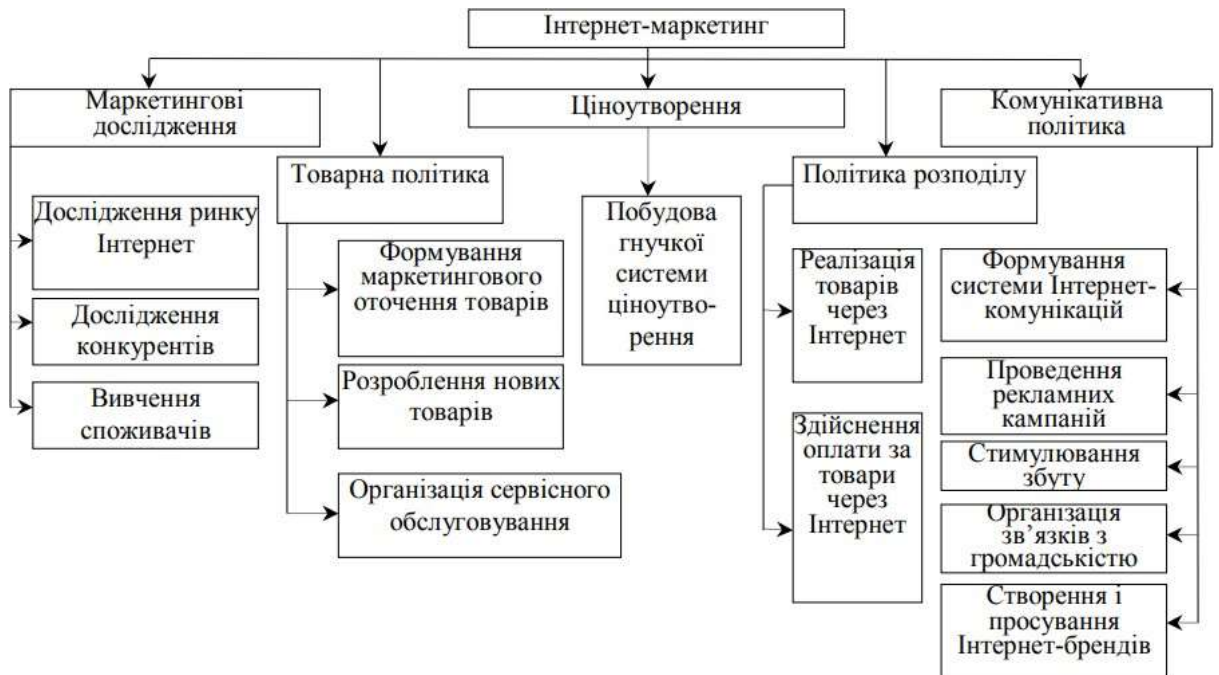 Інтернет-маркетинг
Маркетингові
дослідження
Ціноутворення
Комунікативна
політика
Товарна політика
Політика розподілу
Дослідження ринку
Інтернет
Дослідження
конкурентів
Вивчення
споживачів
Формування
маркетингового
оточення товарів
Розроблення нових
товарів
Організація сервісного
обслуговування
Побудова
гнучкої
системи
ціноутво-
рення
Реалізація
товарів
через
Інтернет
Здійснення
оплати за
товари
через
Інтернет
Формування
системи Інтернет-
комунікацій
Проведення
рекламних
кампаній
Стимулювання
збуту
Організація
зв’язків з
громадськістю
Створення і
просування
Інтернет-брендів